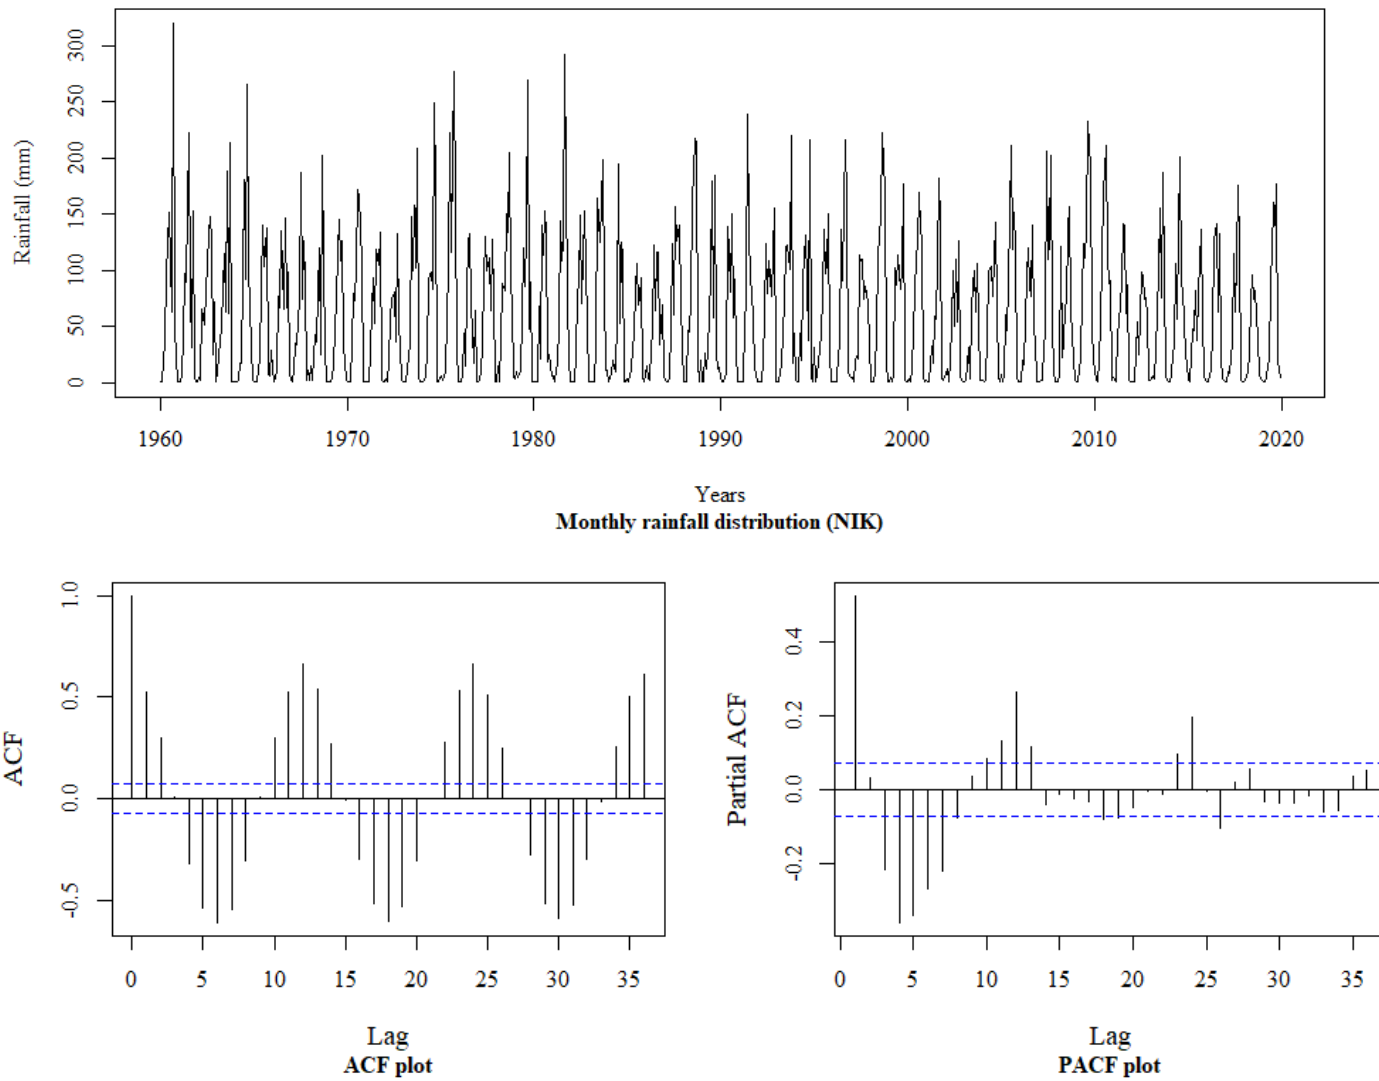 Rainfall (mm)
300
250
200
150
100
50
0
1960 1970 1980 1990 2000 2010 2020
Years
Monthly rainfall distribution (NIK)
ACF
1.0
0.5
0.0
-0.5
0 5 10 15 20 25 30 35
Lag
ACF plot
Partial ACF
0.4
0.2
0.0
-0.2
0 5 10 15 20 25 30 35
Lag
PACF plot